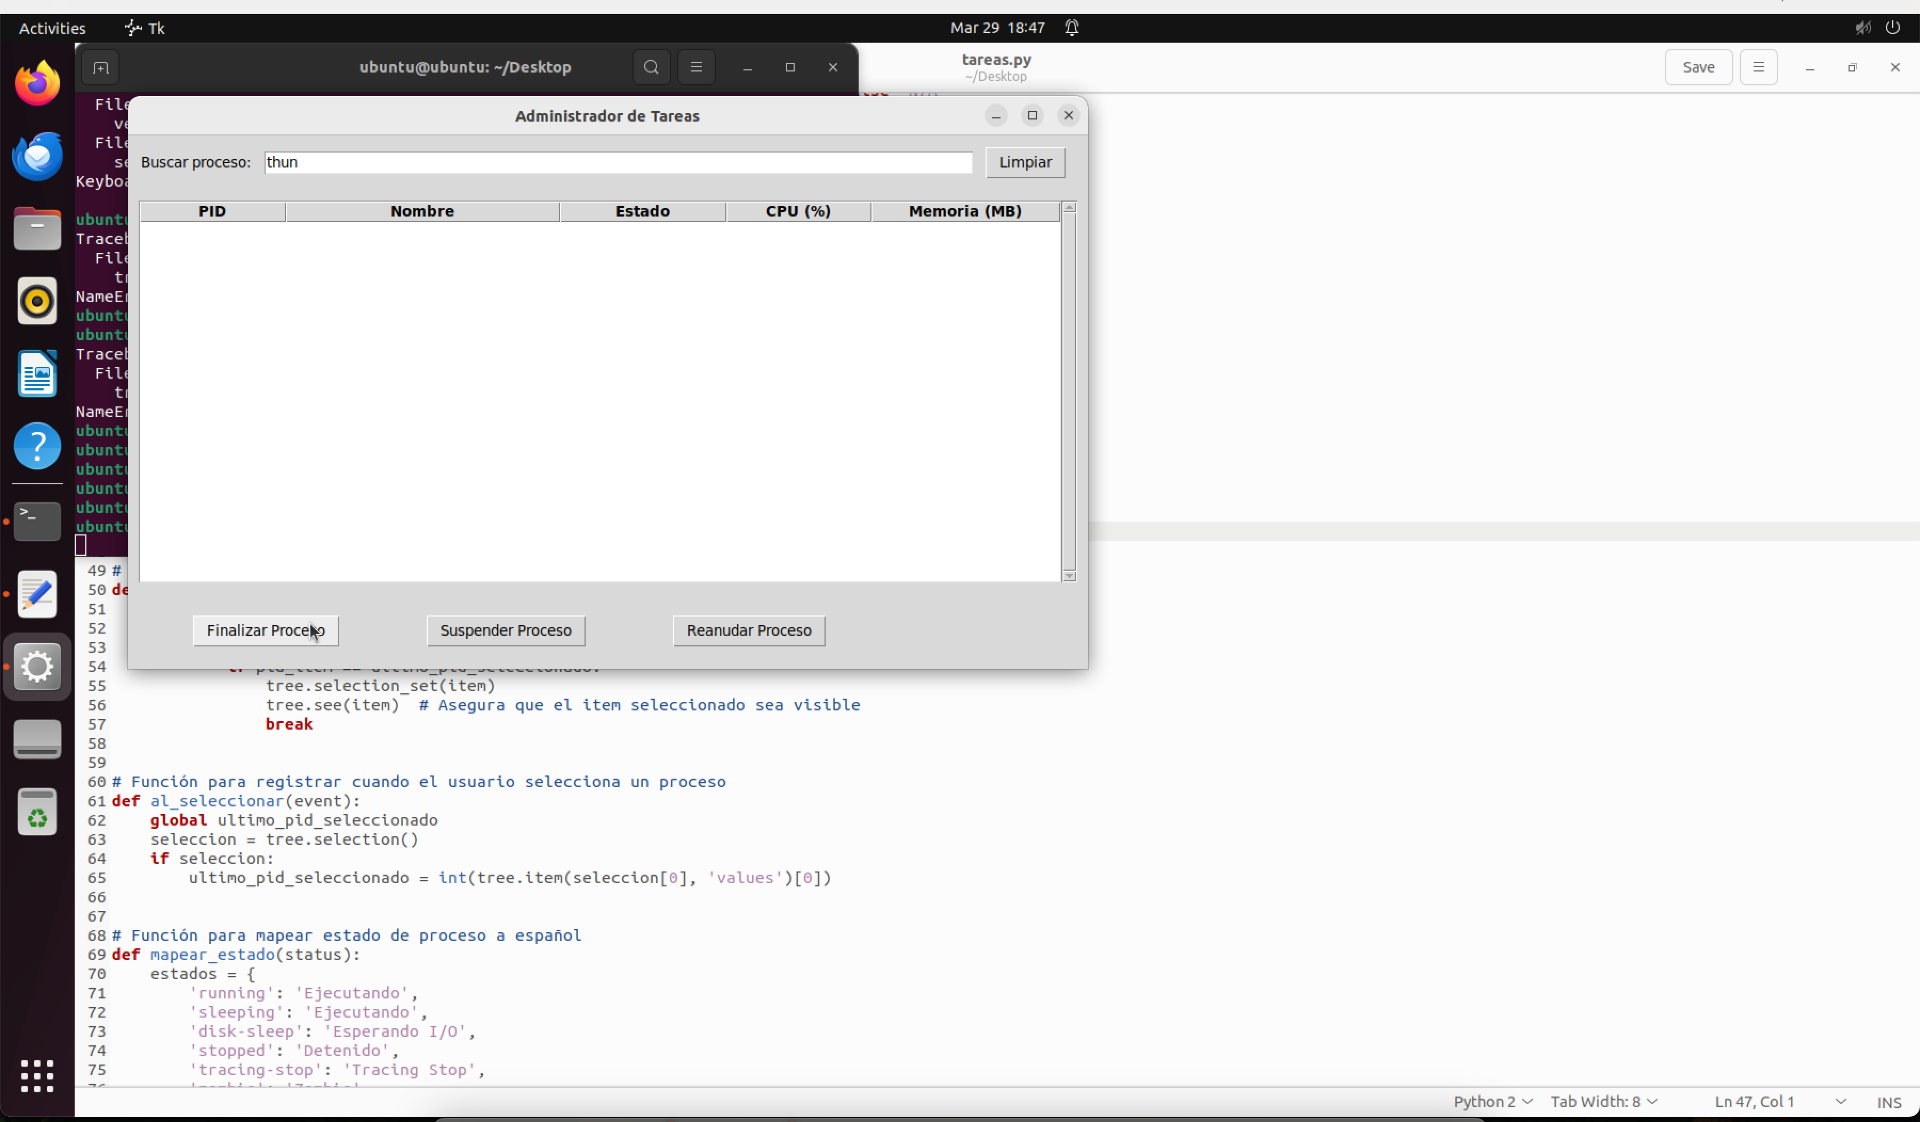 Activities
Tk
Mar 29 18:47
ubuntu@ubuntu: ~/Desktop
tareas.py
~/Desktop
Save
File
ve
File
se
Keyboa
ubuntu
Traceb
File
tr
NameEr
ubuntu
ubuntu
Traceb
File
tr
NameEr
ubuntu
ubuntu
ubuntu
ubuntu
ubuntu
ubuntu
Administrador de Tareas
Buscar proceso:
thun
Limpiar
PID
Nombre
Estado
CPU (%)
Memoria (MB)
Finalizar Proceso
Suspender Proceso
Reanudar Proceso
49 #
50 de
51
52
53
54
55 tree.selection_set(item)
56 tree.see(item) # Asegura que el item seleccionado sea visible
57 break
58
59
60 # Función para registrar cuando el usuario selecciona un proceso
61 def al_seleccionar(event):
62 global ultimo_pid_seleccionado
63 seleccion = tree.selection()
64 if seleccion:
65 ultimo_pid_seleccionado = int(tree.item(seleccion[0], 'values')[0])
66
67
68 # Función para mapear estado de proceso a español
69 def mapear_estado(status):
70 estados = {
71 'running': 'Ejecutando',
72 'sleeping': 'Ejecutando',
73 'disk-sleep': 'Esperando I/O',
74 'stopped': 'Detenido',
75 'tracing-stop': 'Tracing Stop',
Python 2
Tab Width: 8
Ln 47, Col 1
INS